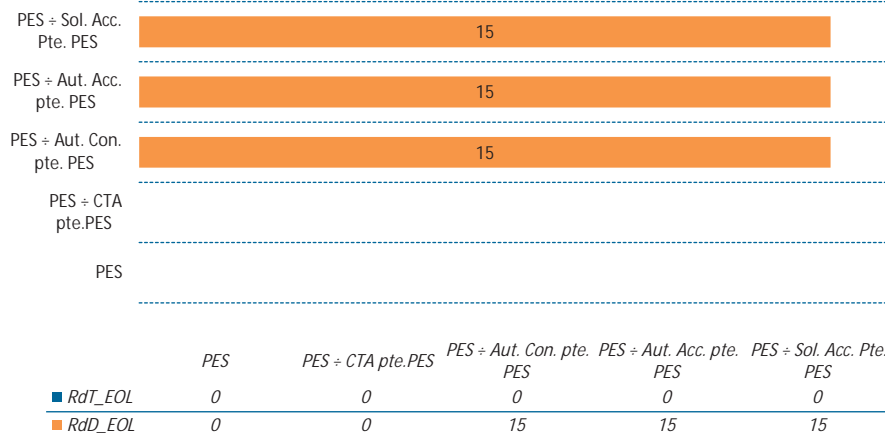 PES ÷ Sol. Acc.
Pte. PES
15
PES ÷ Aut. Acc.
pte. PES
15
PES ÷ Aut. Con.
pte. PES
15
PES ÷ CTA
pte.PES
PES
PES PES ÷ CTA pte.PES PES ÷ Aut. Con. pte. PES PES ÷ Aut. Acc. pte. PES PES ÷ Sol. Acc. Pte. PES
RdT_EOL 0 0 0 0 0
RdD_EOL 0 0 15 15 15